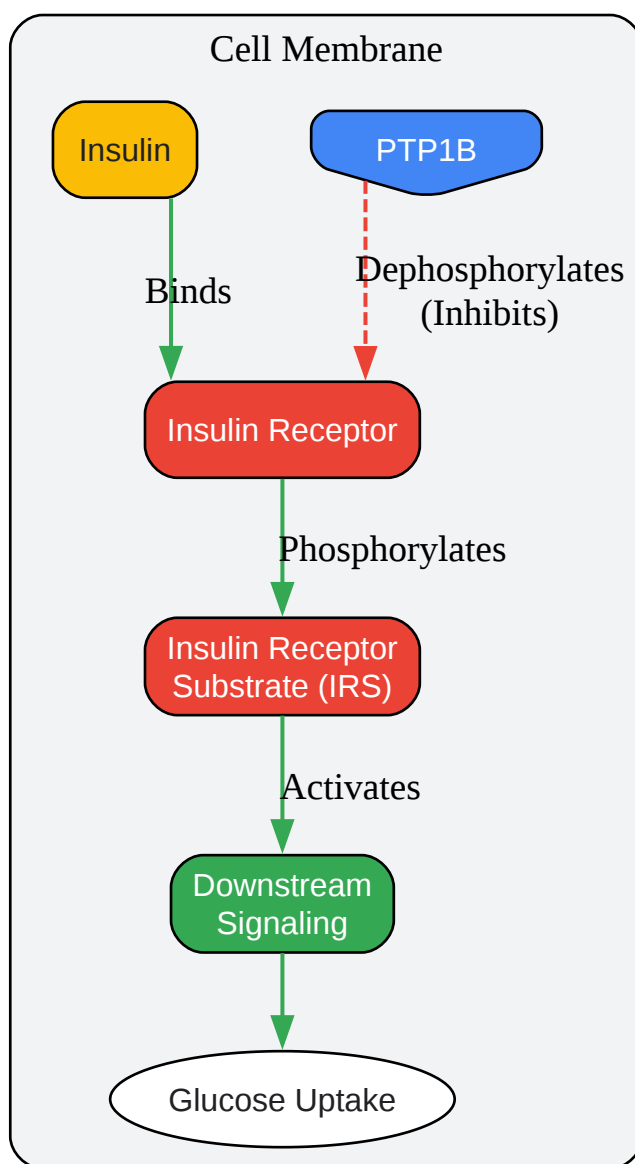 Cell Membrane
Insulin
PTP1B
Binds
Dephosphorylates
(Inhibits)
Insulin Receptor
Phosphorylates
Insulin Receptor
Substrate (IRS)
Activates
Downstream
Signaling
Glucose Uptake